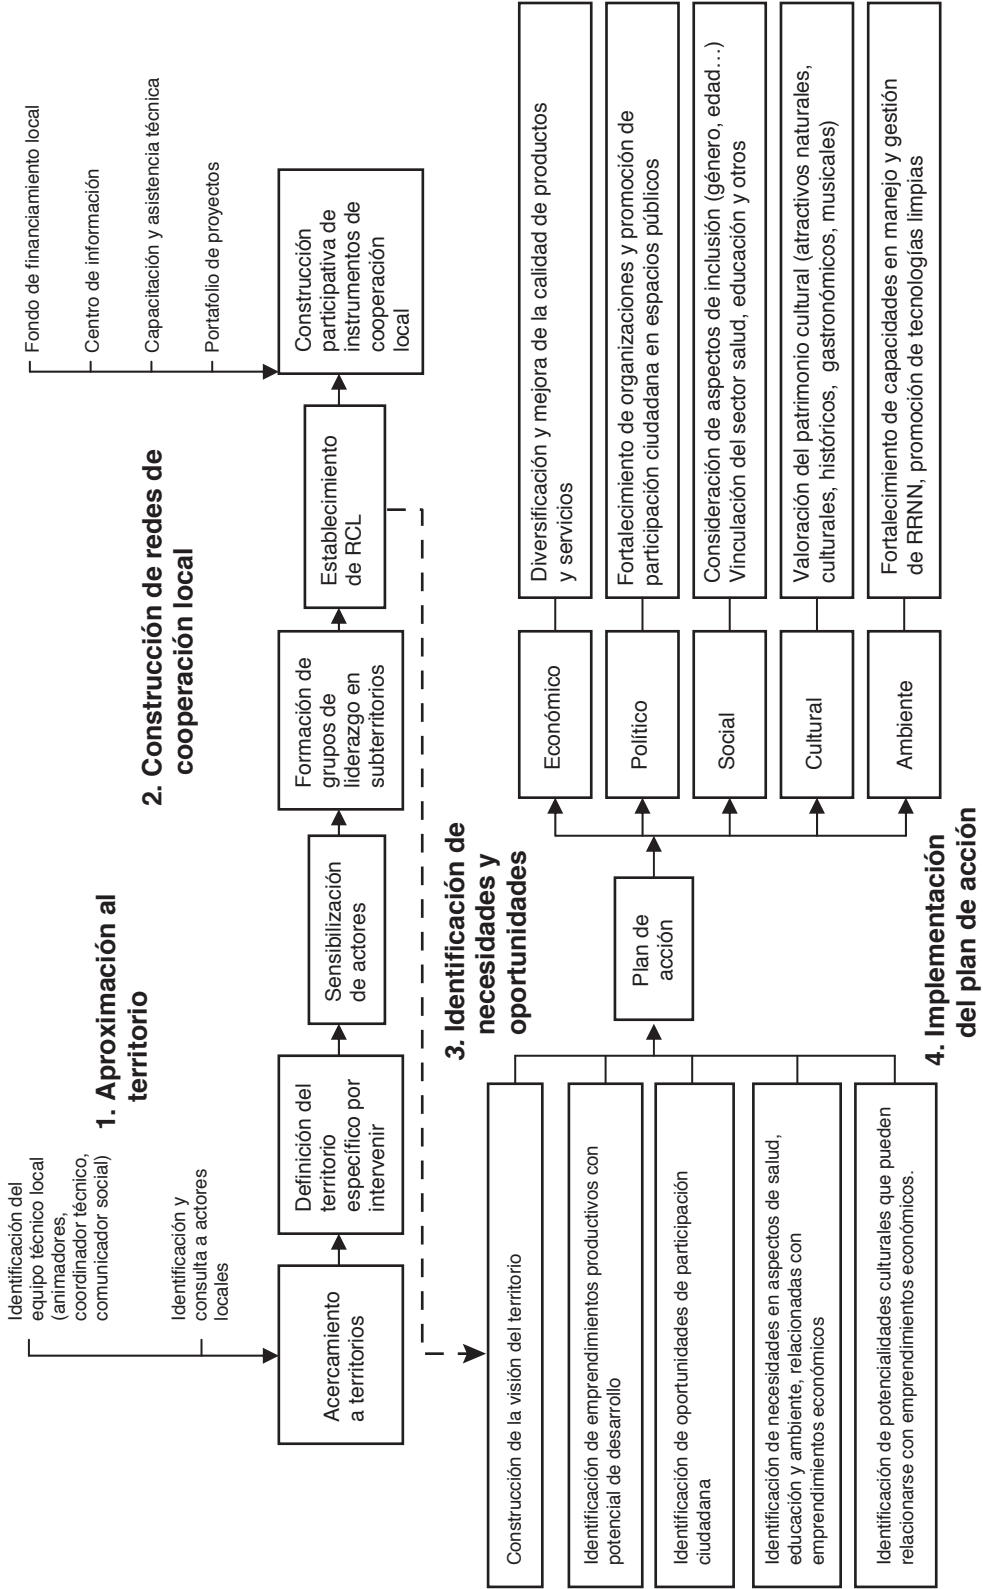 1. Aproximación al
territorio
Identificación del
equipo técnico local
(animadores,
coordinador técnico,
comunicador social)
Identificación y
consulta a actores
locales
Acercamiento
a territorios
Definición del
territorio
específico por
intervenir
Sensibilización
de actores
2. Construcción de redes de
cooperación local
Formación de
grupos de
liderazgo en
subterritorios
Establecimiento
de RCL
Fondo de financiamiento local
Centro de información
Capacitación y asistencia técnica
Portafolio de proyectos
Construcción
participativa de
instrumentos de
cooperación
local
3. Identificación de
necesidades y
oportunidades
Construcción de la visión del territorio
Identificación de emprendimientos productivos con
potencial de desarrollo
Identificación de oportunidades de participación
ciudadana
Identificación de necesidades en aspectos de salud,
educación y ambiente, relacionadas con
emprendimientos económicos
Identificación de potencialidades culturales que pueden
relacionarse con emprendimientos económicos.
Plan de
acción
4. Implementación
del plan de acción
Económico
Diversificación y mejora de la calidad de productos
y servicios
Político
Fortalecimiento de organizaciones y promoción de
participación ciudadana en espacios públicos
Social
Consideración de aspectos de inclusión (género, edad…)
Vinculación del sector salud, educación y otros
Cultural
Valoración del patrimonio cultural (atractivos naturales,
culturales, históricos, gastronómicos, musicales)
Ambiente
Fortalecimiento de capacidades en manejo y gestión
de RRNN, promoción de tecnologías limpias